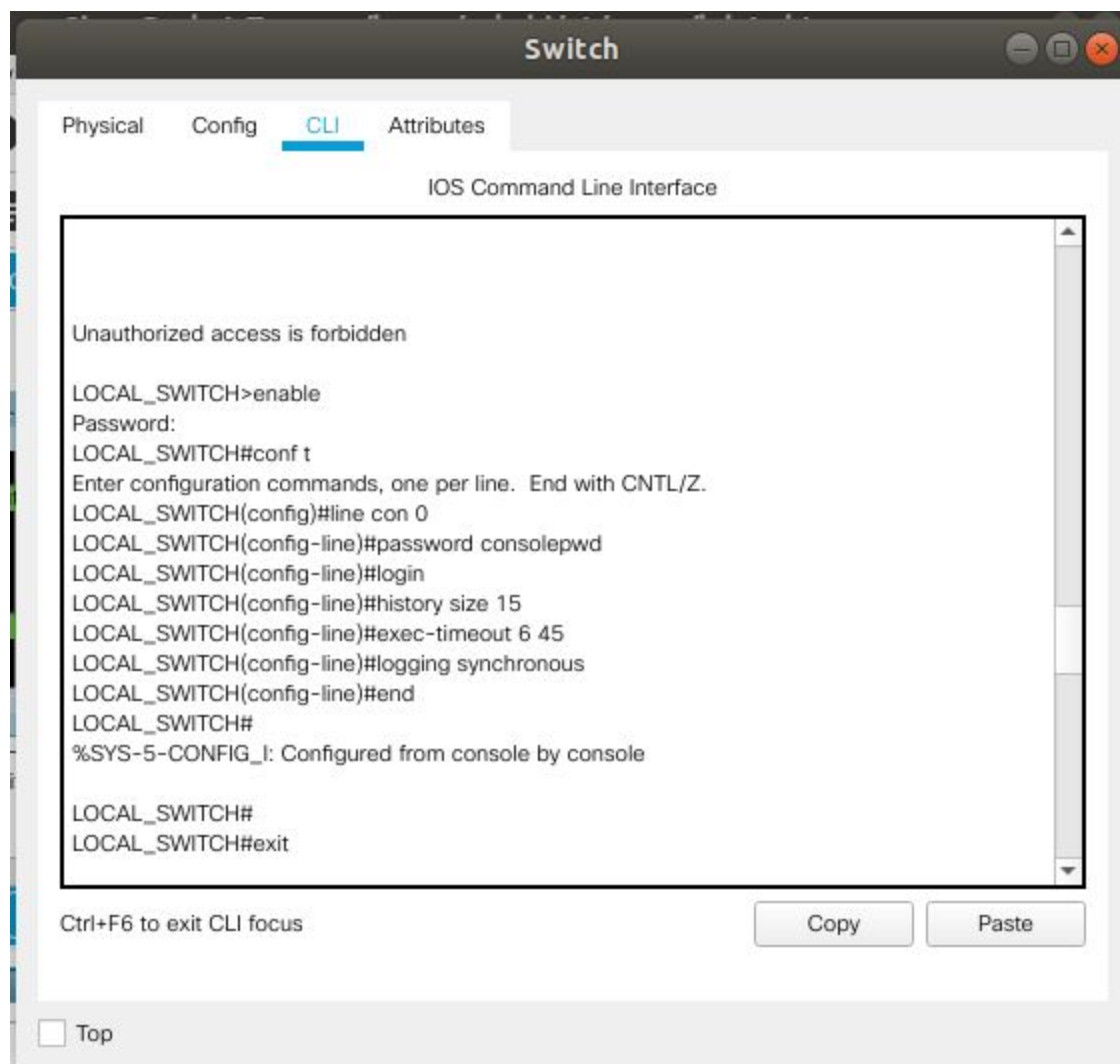 Switch
Physical Config CLI Attributes
IOS Command Line Interface
Unauthorized access is forbidden
LOCAL_SWITCH>enable
Password:
LOCAL_SWITCH#conf t
Enter configuration commands, one per line.  End with CNTL/Z.
LOCAL_SWITCH(config)#line con 0
LOCAL_SWITCH(config-line)#password consolepwd
LOCAL_SWITCH(config-line)#login
LOCAL_SWITCH(config-line)#history size 15
LOCAL_SWITCH(config-line)#exec-timeout 6 45
LOCAL_SWITCH(config-line)#logging synchronous
LOCAL_SWITCH(config-line)#end
LOCAL_SWITCH#
%SYS-5-CONFIG_I: Configured from console by console
LOCAL_SWITCH#
LOCAL_SWITCH#exit
Ctrl+F6 to exit CLI focus Copy Paste
Top